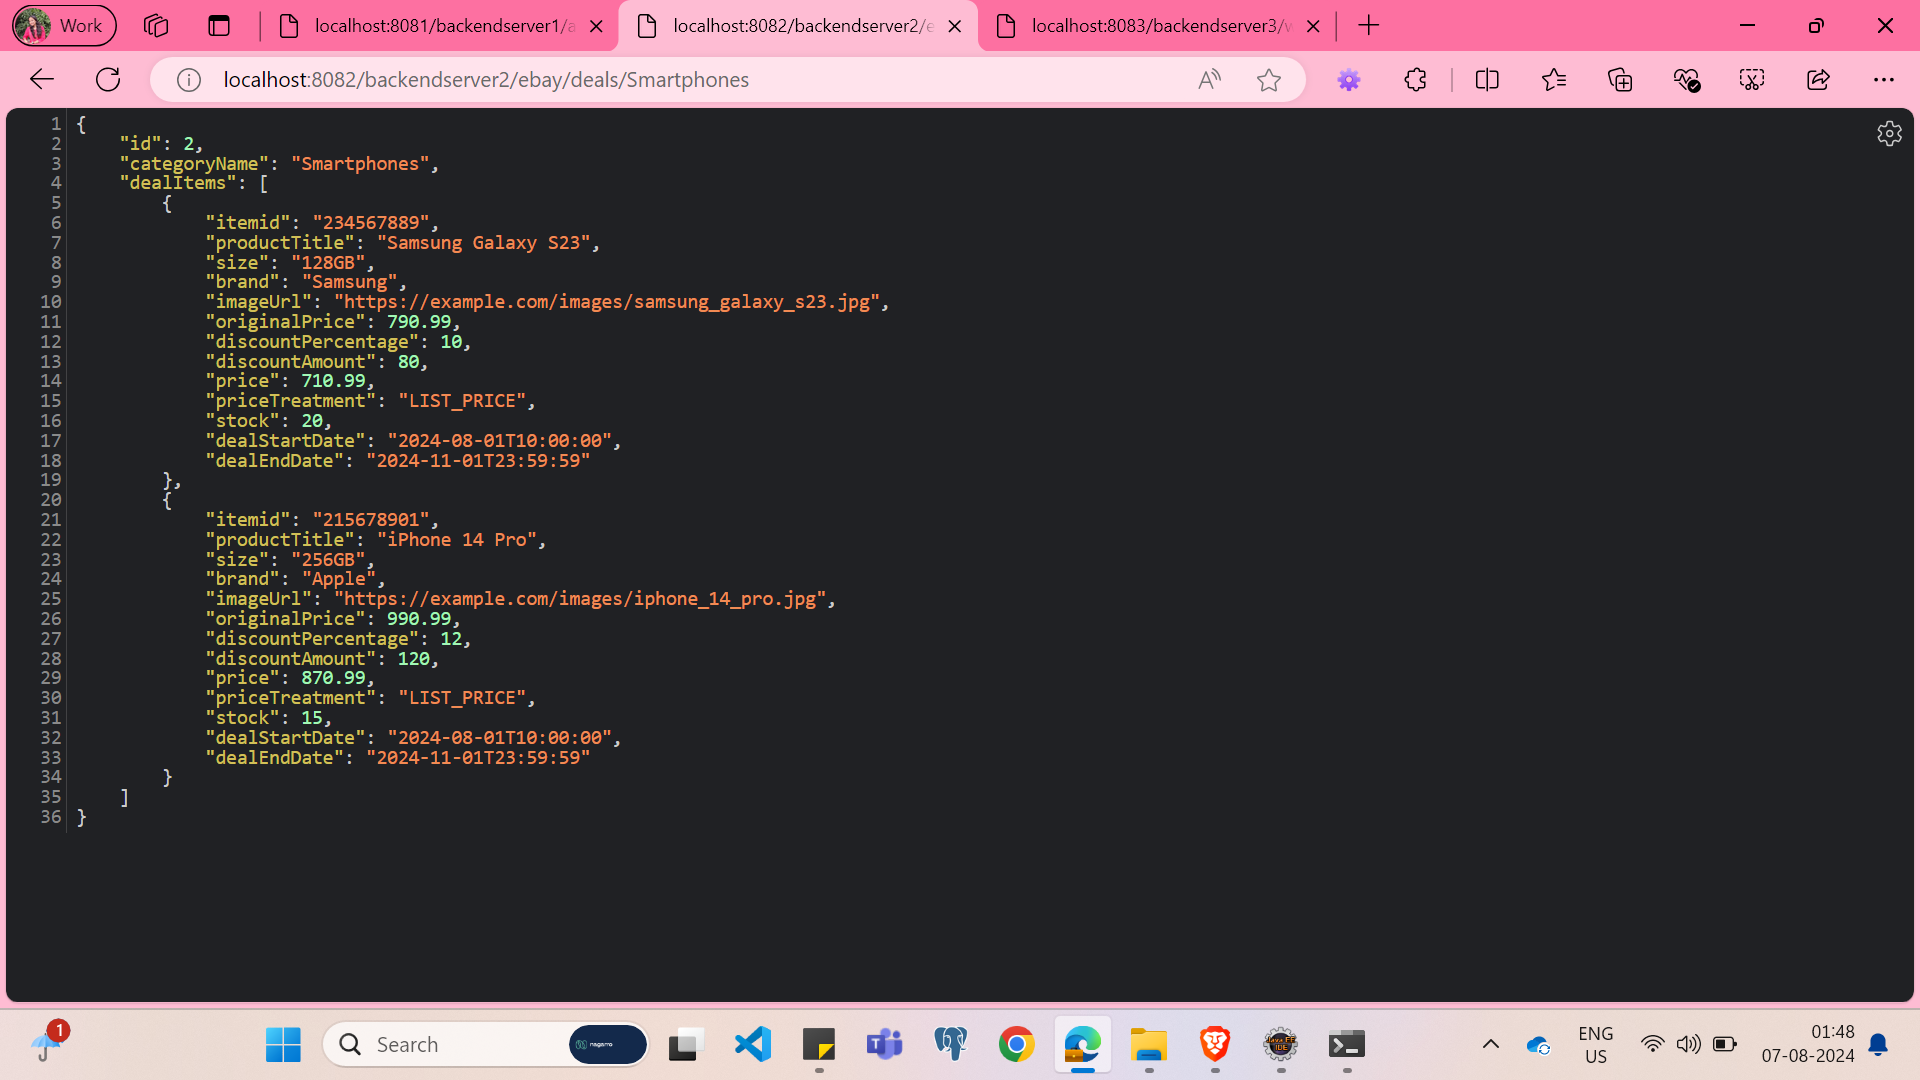 Work
localhost:8081/backendserver1/a
localhost:8082/backendserver2/e
localhost:8083/backendserver3/w
localhost:8082/backendserver2/ebay/deals/Smartphones
1 {
2 "id": 2,
3 "categoryName": "Smartphones",
4 "dealItems": [
5 {
6 "itemid": "234567889",
7 "productTitle": "Samsung Galaxy S23",
8 "size": "128GB",
9 "brand": "Samsung",
10 "imageUrl": "https://example.com/images/samsung_galaxy_s23.jpg",
11 "originalPrice": 790.99,
12 "discountPercentage": 10,
13 "discountAmount": 80,
14 "price": 710.99,
15 "priceTreatment": "LIST_PRICE",
16 "stock": 20,
17 "dealStartDate": "2024-08-01T10:00:00",
18 "dealEndDate": "2024-11-01T23:59:59"
19 },
20 {
21 "itemid": "215678901",
22 "productTitle": "iPhone 14 Pro",
23 "size": "256GB",
24 "brand": "Apple",
25 "imageUrl": "https://example.com/images/iphone_14_pro.jpg",
26 "originalPrice": 990.99,
27 "discountPercentage": 12,
28 "discountAmount": 120,
29 "price": 870.99,
30 "priceTreatment": "LIST_PRICE",
31 "stock": 15,
32 "dealStartDate": "2024-08-01T10:00:00",
33 "dealEndDate": "2024-11-01T23:59:59"
34 }
35 ]
36 }
1
Search
nagarro
ENG
US
01:48
07-08-2024